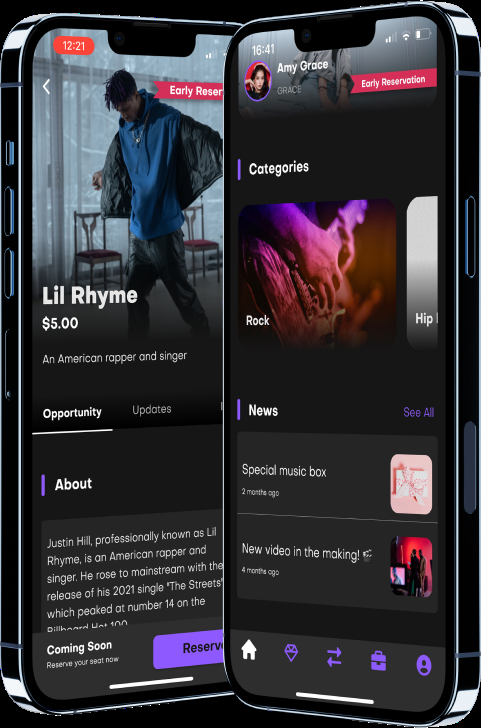 12:21
Early Reser
Lil Rhyme
$5.00
An American rapper and singer
Opportunity
Updates
About
Justin Hill, professionally known as Lil
Rhyme, is an American rapper and
singer. He rose to mainstream with the
release of his 2021 single "The Streets"
which peaked at number 14 on the
Billboard Hot 100
Coming Soon
Reserve your seat now
Reserv
16:41
Amy Grace
GRACE
Early Reservation
Categories
Rock
Hip
News
See All
Special music box
2 months ago
New video in the making! 🎬
4 months ago